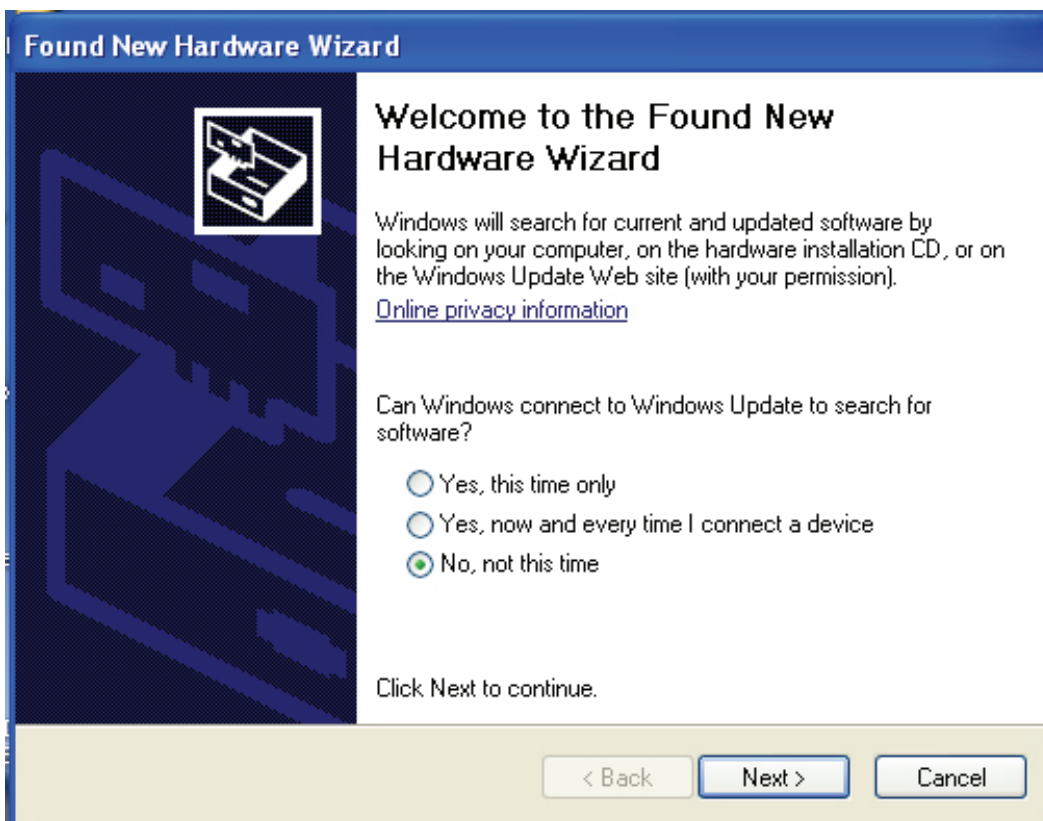 Found New Hardware Wizard
Welcome to the Found New
Hardware Wizard
Windows will search for current and updated software by
looking on your computer, on the hardware installation CD, or on
the Windows Update Web site (with your permission).
Online privacy information
Can Windows connect to Windows Update to search for
software?
Yes, this time only
Yes, now and every time I connect a device
No, not this time
Click Next to continue.
< Back
Next >
Cancel